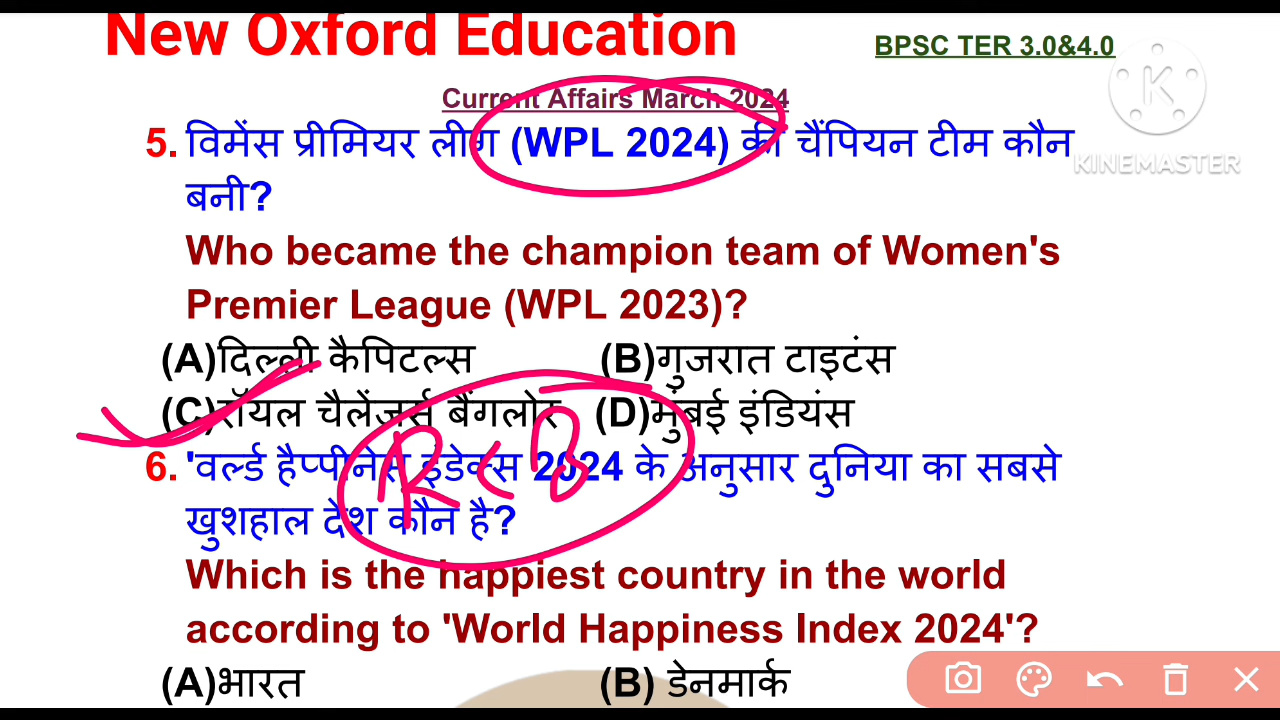 New Oxford Education
BPSC TER 3.0&4.0
Current Affairs March 2024
KINEMASTER
5. विमेंस प्रीमियर लीग (WPL 2024) की चैंपियन टीम कौन
बनी?
Who became the champion team of Women's
Premier League (WPL 2023)?
(A)दिल्ली कैपिटल्स (B)गुजरात टाइटंस
(C)रॉयल चैलेंजर्स बैंगलोर (D)मुंबई इंडियंस
RCB
6. 'वर्ल्ड हैप्पीनेस इंडेक्स 2024 के अनुसार दुनिया का सबसे
खुशहाल देश कौन है?
Which is the happiest country in the world
according to 'World Happiness Index 2024'?
(A)भारत (B) डेनमार्क